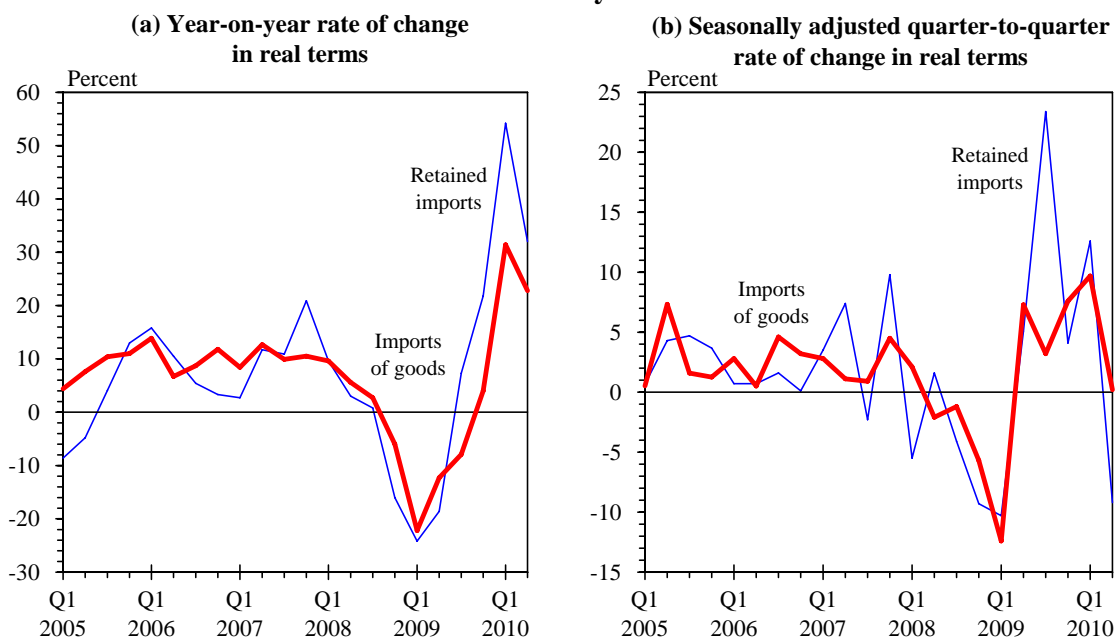 (a) Year-on-year rate of change
in real terms
Percent
60
50
40
30
20
10
0
-10
-20
-30
Retained
imports
Imports
of goods
Q1
Q1
Q1
Q1
Q1
Q1
2005
2006
2007
2008
2009
2010
(b) Seasonally adjusted quarter-to-quarter
rate of change in real terms
Percent
25
20
15
10
5
0
-5
-10
-15
Retained
imports
Imports
of goods
Q1
Q1
Q1
Q1
Q1
Q1
2005
2006
2007
2008
2009
2010